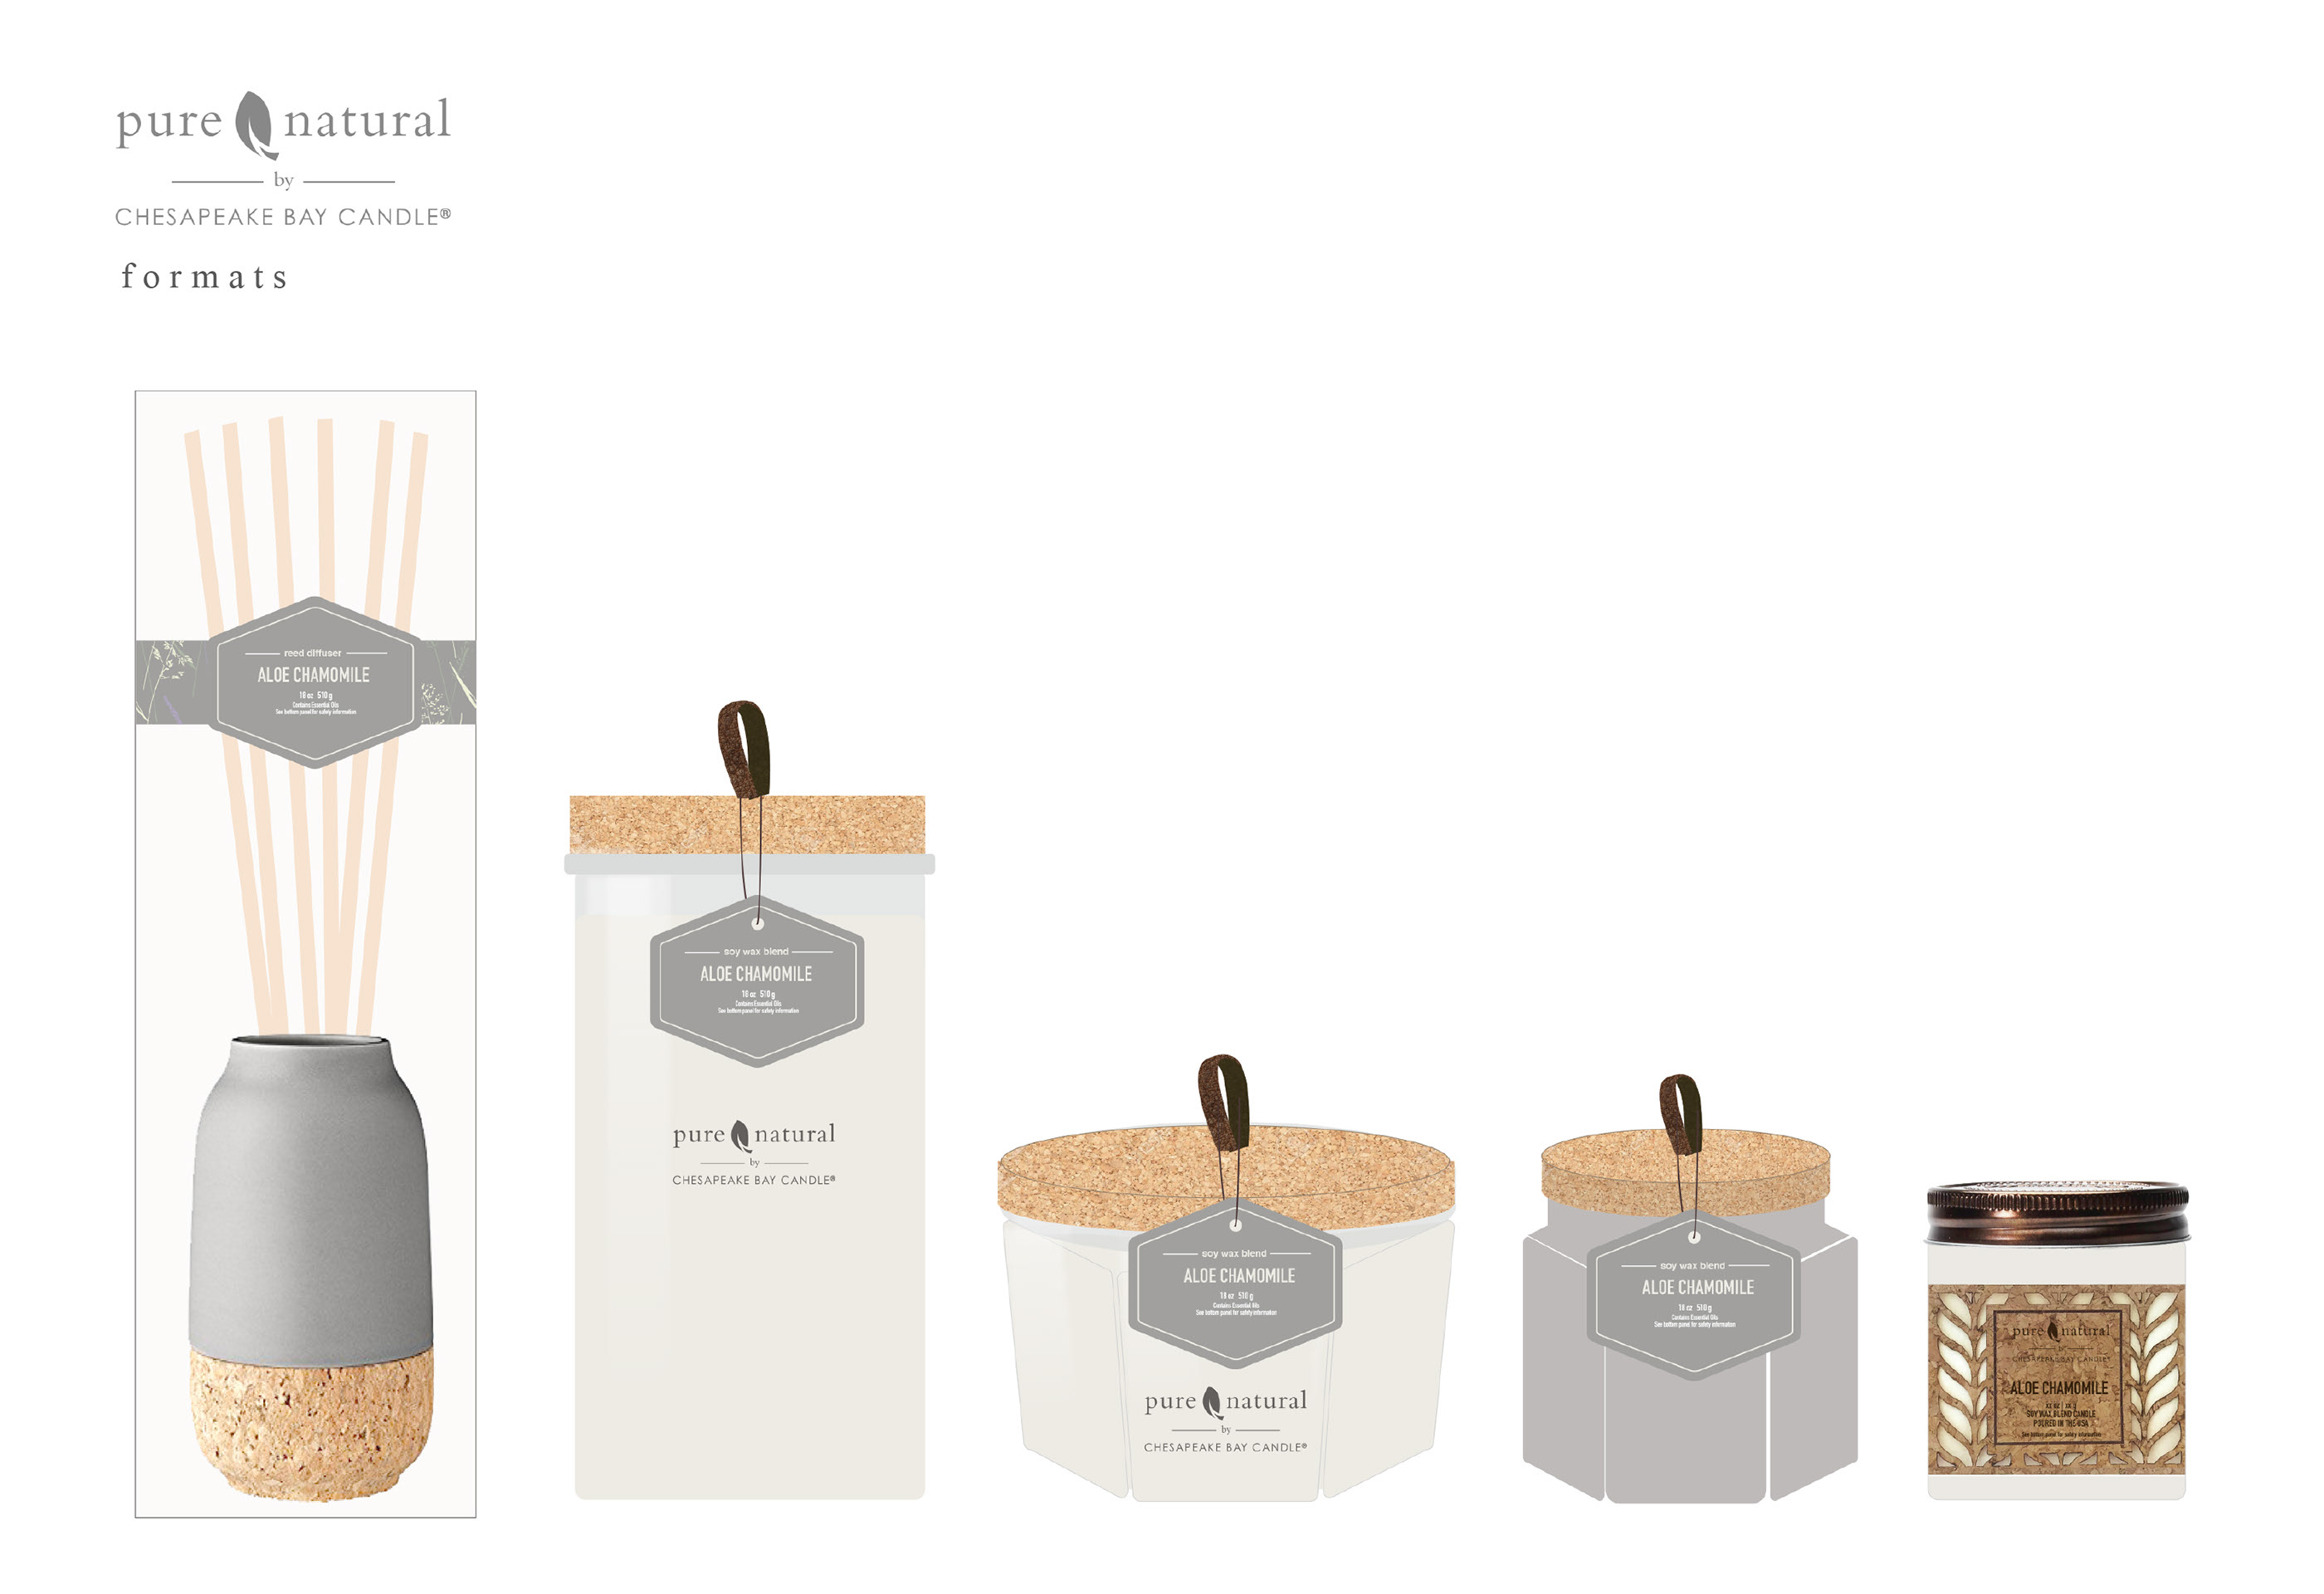 pure natural
by
CHESAPEAKE BAY CANDLE®
formats
reed diffuser
ALOE CHAMOMILE
18 oz 510 g
Contains Essential Oils
See bottom panel for safety information
soy wax blend
ALOE CHAMOMILE
18 oz 510 g
Contains Essential Oils
See bottom panel for safety information
pure natural
by
CHESAPEAKE BAY CANDLE®
soy wax blend
ALOE CHAMOMILE
18 oz 510 g
Contains Essential Oils
See bottom panel for safety information
pure natural
by
CHESAPEAKE BAY CANDLE®
soy wax blend
ALOE CHAMOMILE
18 oz 510 g
Contains Essential Oils
See bottom panel for safety information
pure natural
by
CHESAPEAKE BAY CANDLE®
ALOE CHAMOMILE
SOY WAX BLEND CANDLE
POURED IN THE USA
See bottom panel for safety information